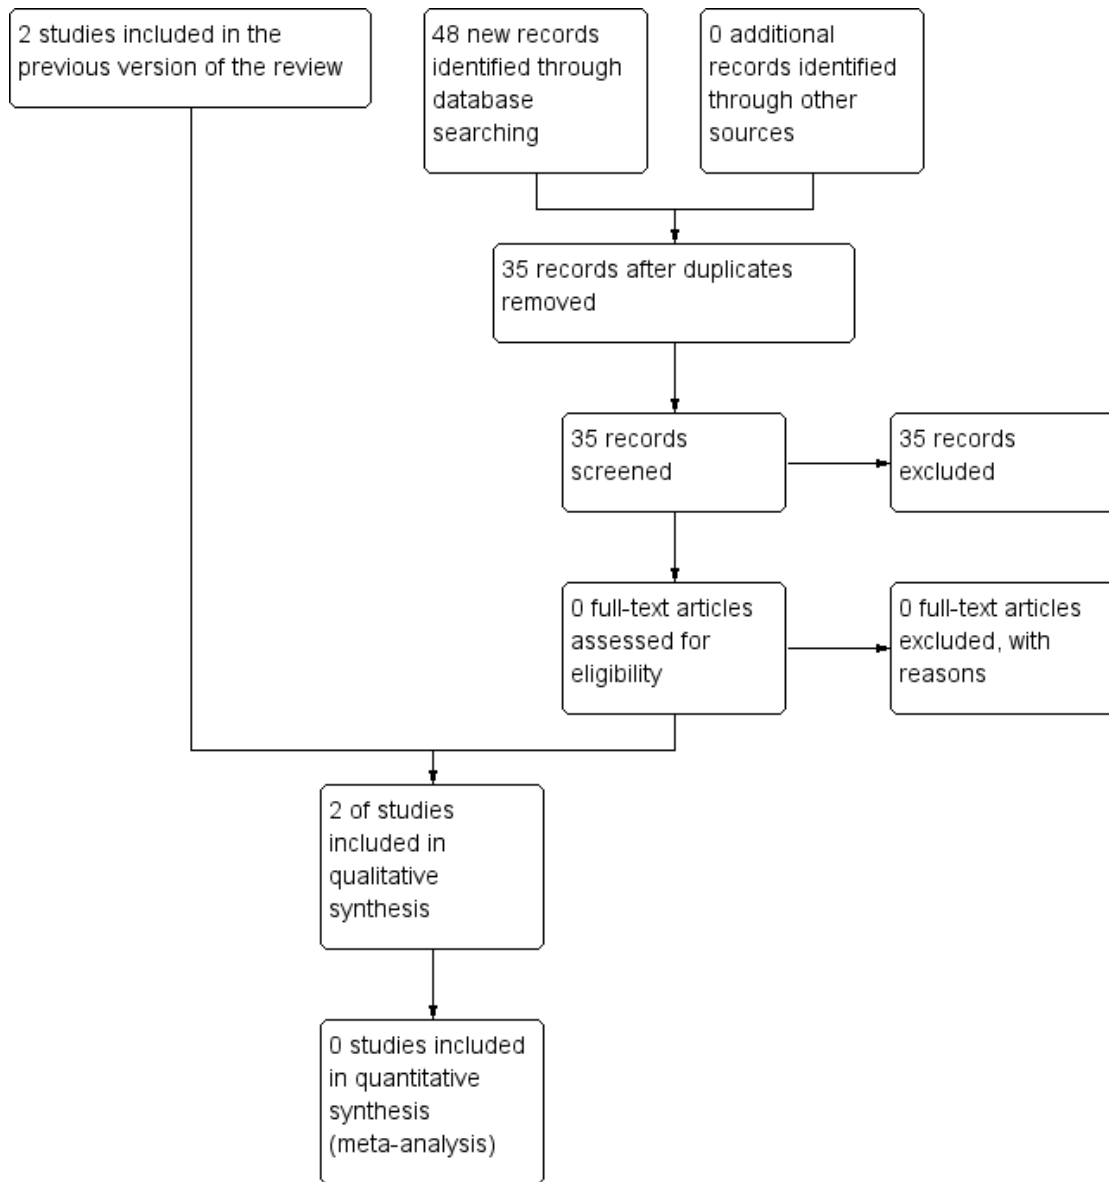 2 studies included in the
previous version of the review
48 new records
identified through
database
searching
0 additional
records identified
through other
sources
35 records after duplicates
removed
35 records
screened
35 records
excluded
0 full-text articles
assessed for
eligibility
0 full-text articles
excluded, with
reasons
2 of studies
included in
qualitative
synthesis
0 studies included
in quantitative
synthesis
(meta-analysis)